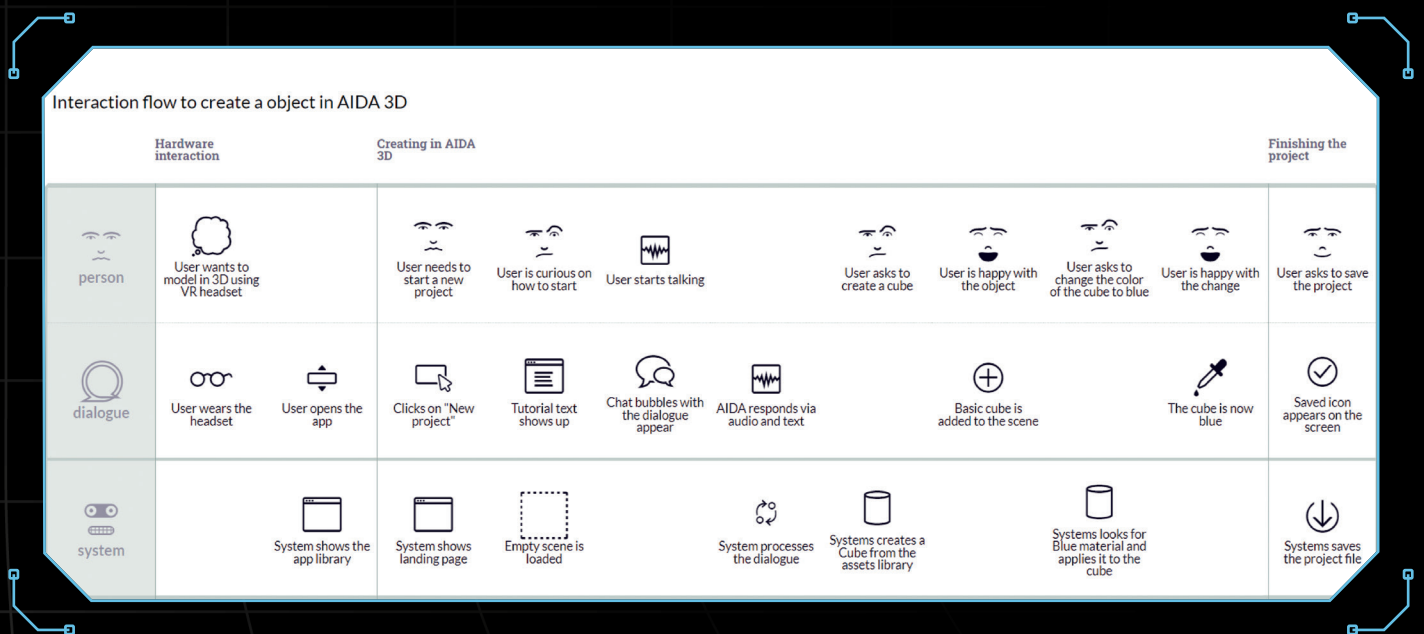 Interaction flow to create a object in AIDA 3D
Hardware
interaction
Creating in AIDA
3D
Finishing the
project
person
User wants to
model in 3D using
VR headset
User needs to
start a new
project
User is curious on
how to start
User starts talking
User asks to
create a cube
User is happy with
the object
User asks to
change the color
of the cube to blue
User is happy with
the change
User asks to save
the project
dialogue
User wears the
headset
User opens the
app
Clicks on "New
project"
Tutorial text
shows up
Chat bubbles with
the dialogue
appear
AIDA responds via
audio and text
Basic cube is
added to the scene
The cube is now
blue
Saved icon
appears on the
screen
system
System shows the
app library
System shows
landing page
Empty scene is
loaded
System processes
the dialogue
Systems creates a
Cube from the
assets library
Systems looks for
Blue material and
applies it to the
cube
Systems saves
the project file